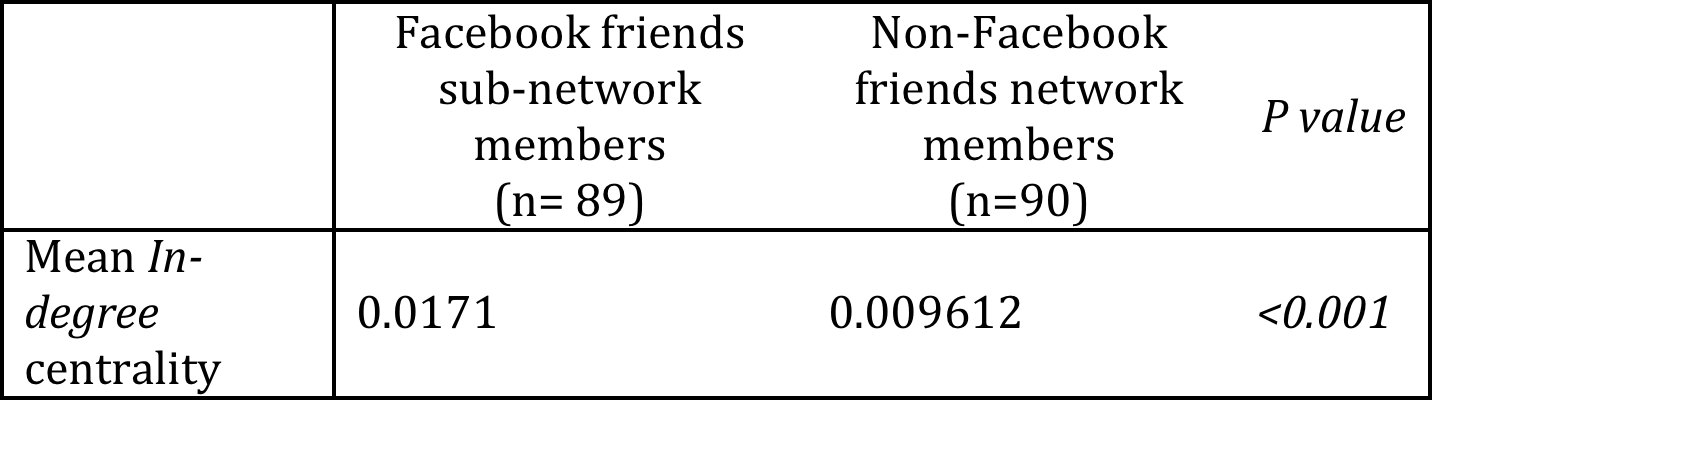 Facebook friends
sub-network
members
(n= 89)
Non-Facebook
friends network
members
(n=90)
P value
Mean In-
degree
centrality
0.0171
0.009612
<0.001